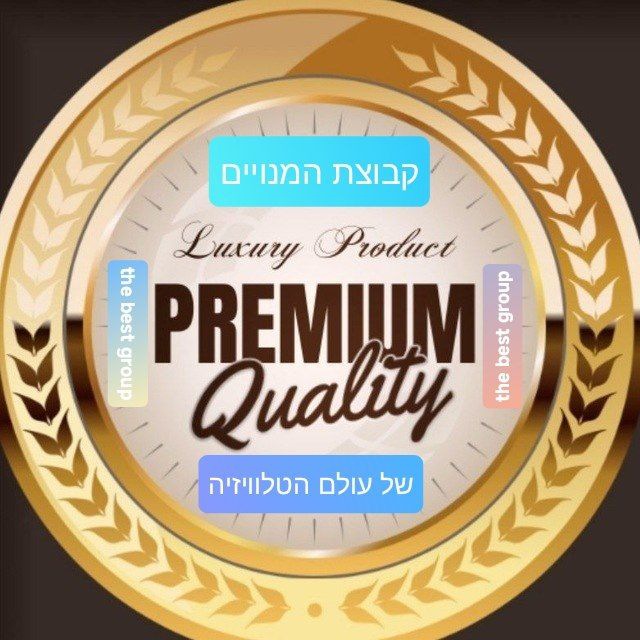 קבוצת המנויים
Luxury Product
the best group
PREMIUM
the best group
Quality
של עולם הטלוויזיה